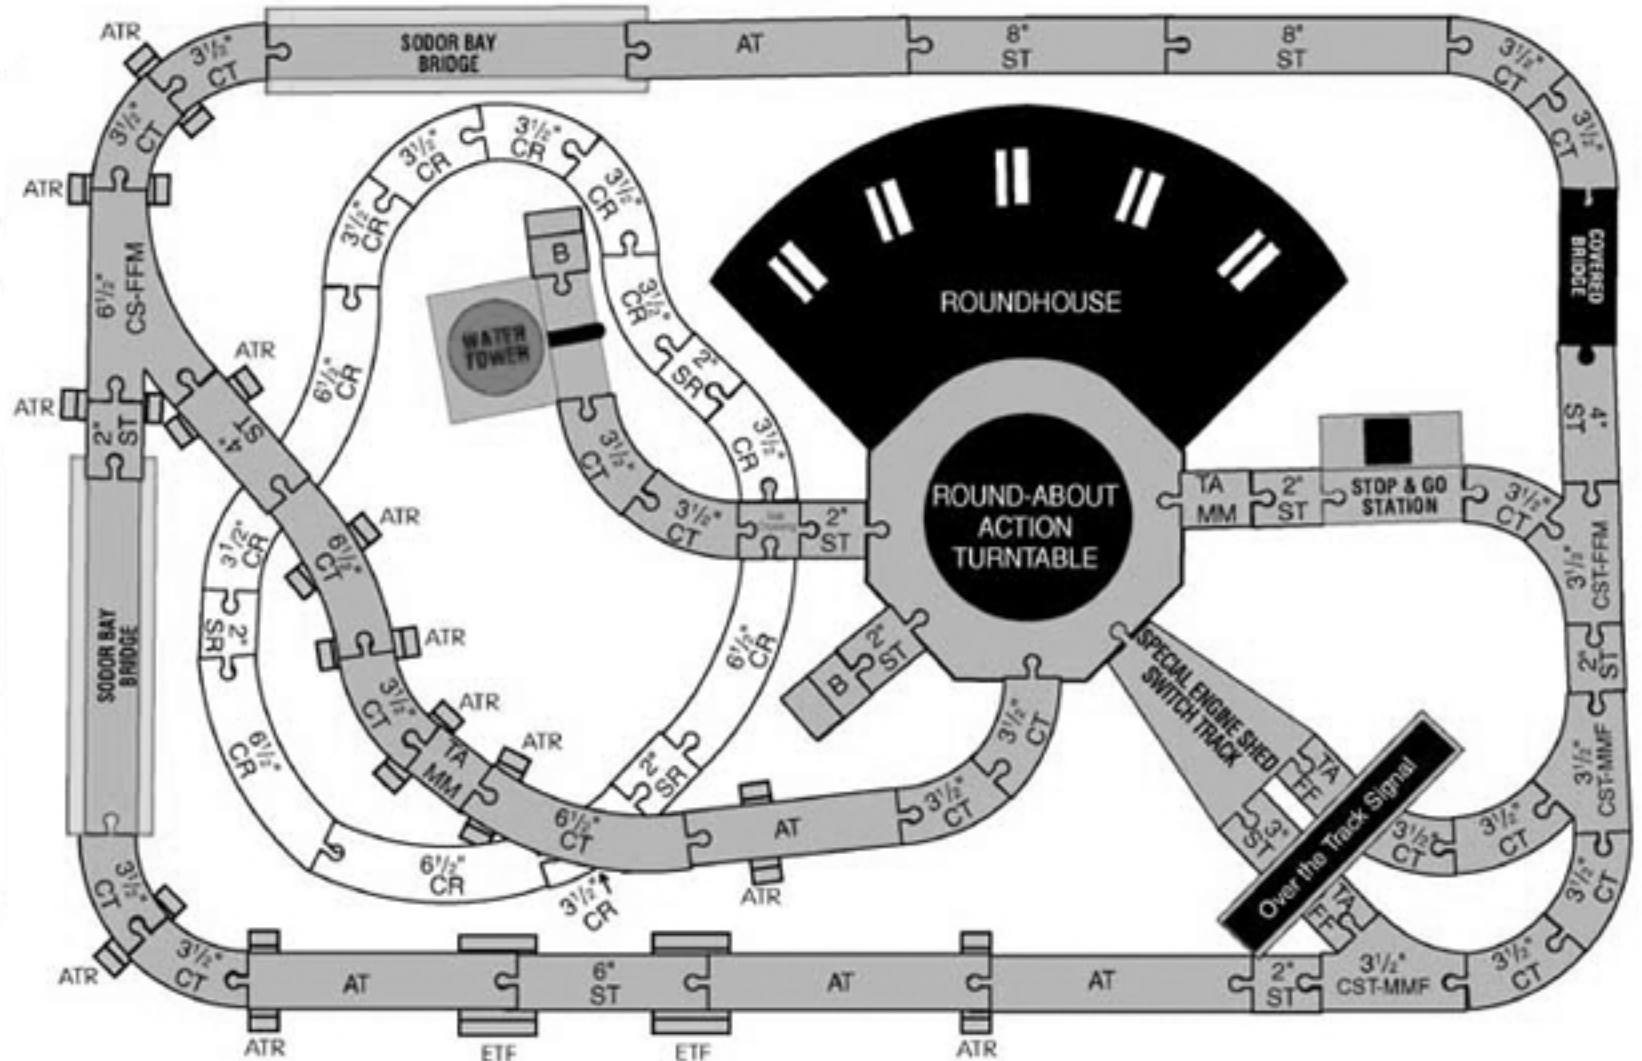 ATR
3½"
CT
SODOR BAY
BRIDGE
AT
8"
ST
8"
ST
3½"
CT
3½"
CT
3½"
CT
ATR
3½"
CR
3½"
CR
3½"
CR
3½"
CR
3½"
CR
2"
SR
3½"
CR
6½"
CR
B
WATER
TOWER
ROUNDHOUSE
COVERED
BRIDGE
4"
ST
6½"
CS-FFM
ATR
ATR
2"
ST
4"
ST
3½"
CT
3½"
CT
2"
ST
ROUND-ABOUT
ACTION
TURNTABLE
TA
MM
2"
ST
STOP & GO
STATION
3½"
CT
3½"
CST-FFM
2"
ST
3½"
CST-MMF
ATR
6½"
CT
3½"
CR
2"
SR
6½"
CR
SODOR BAY
BRIDGE
ATR
3½"
CT
ATR
TA
MM
ATR
6½"
CT
6½"
CR
2"
SR
2"
ST
B
3½"
CT
3½"
CT
AT
ATR
SPECIAL ENGINE SHED
SWITCH TRACK
TA
FF
3"
ST
Over the Track Signal
3½"
CT
3½"
CT
3½"
CT
TA
FF
6½"
CR
3½"
CR
3½"
CT
ATR
3½"
CT
AT
6"
ST
AT
AT
2"
ST
3½"
CST-MMF
3½"
CT
ATR
ETF
ETF
ATR